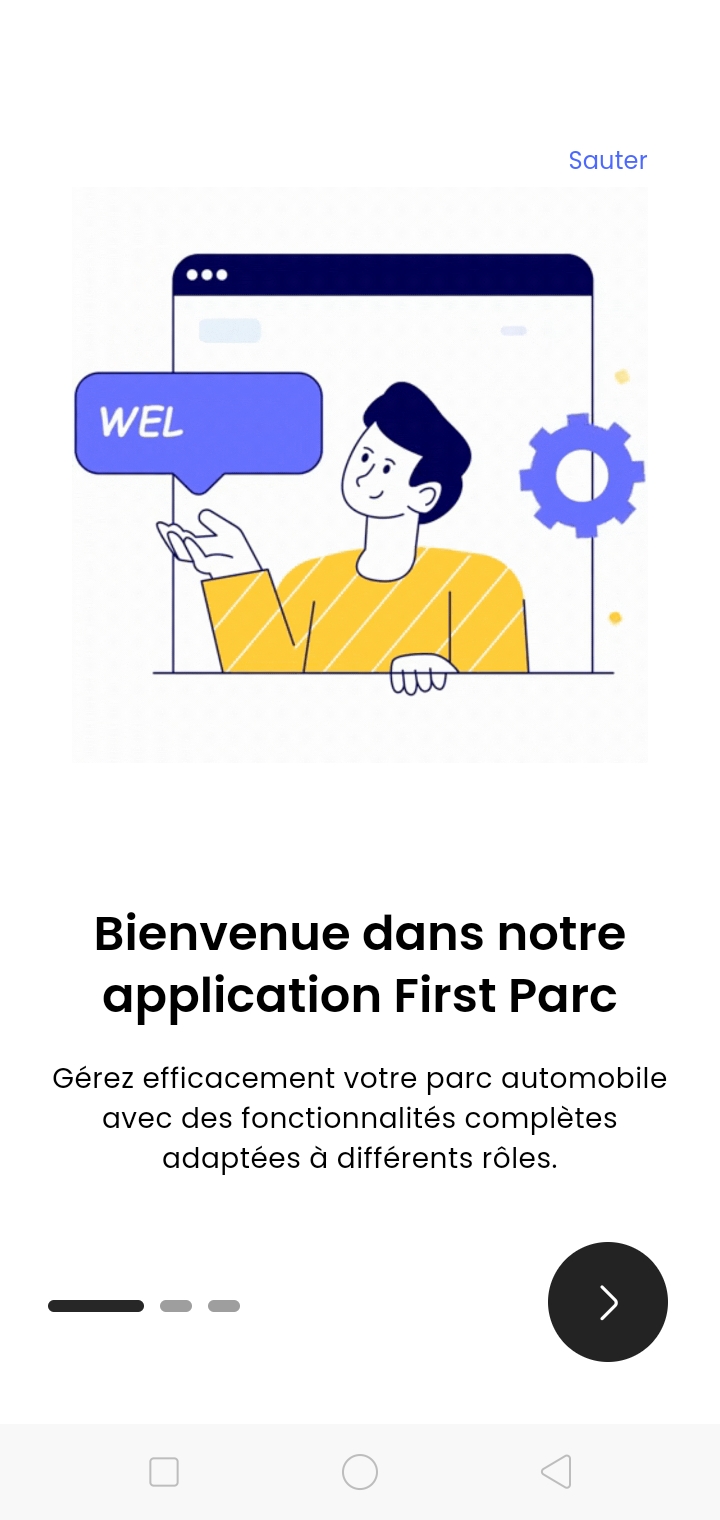 Sauter
WEL
Bienvenue dans notre
application First Parc
Gérez efficacement votre parc automobile
avec des fonctionnalités complètes
adaptées à différents rôles.